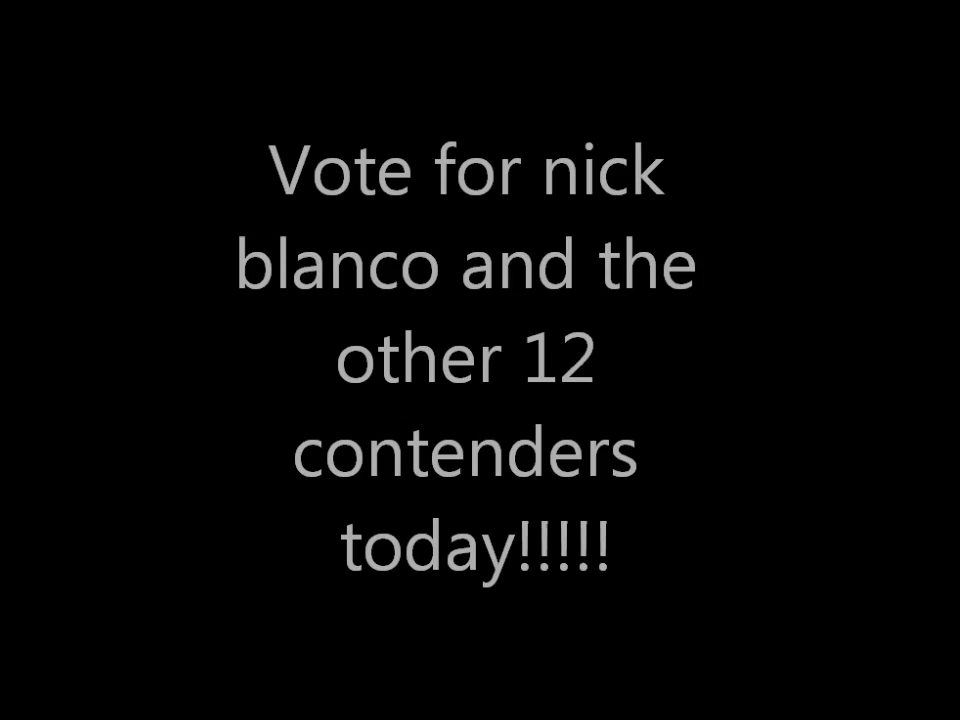 Vote for nick
blanco and the
other 12
contenders
today!!!!!